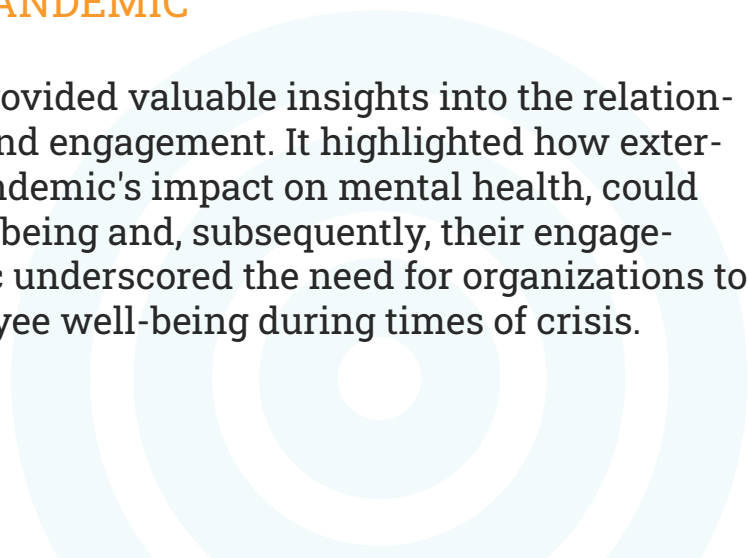 ANDEMIC
ovided valuable insights into the relation-
nd engagement. It highlighted how exter-
ndemic's impact on mental health, could
being and, subsequently, their engage-
c underscored the need for organizations to
yee well-being during times of crisis.